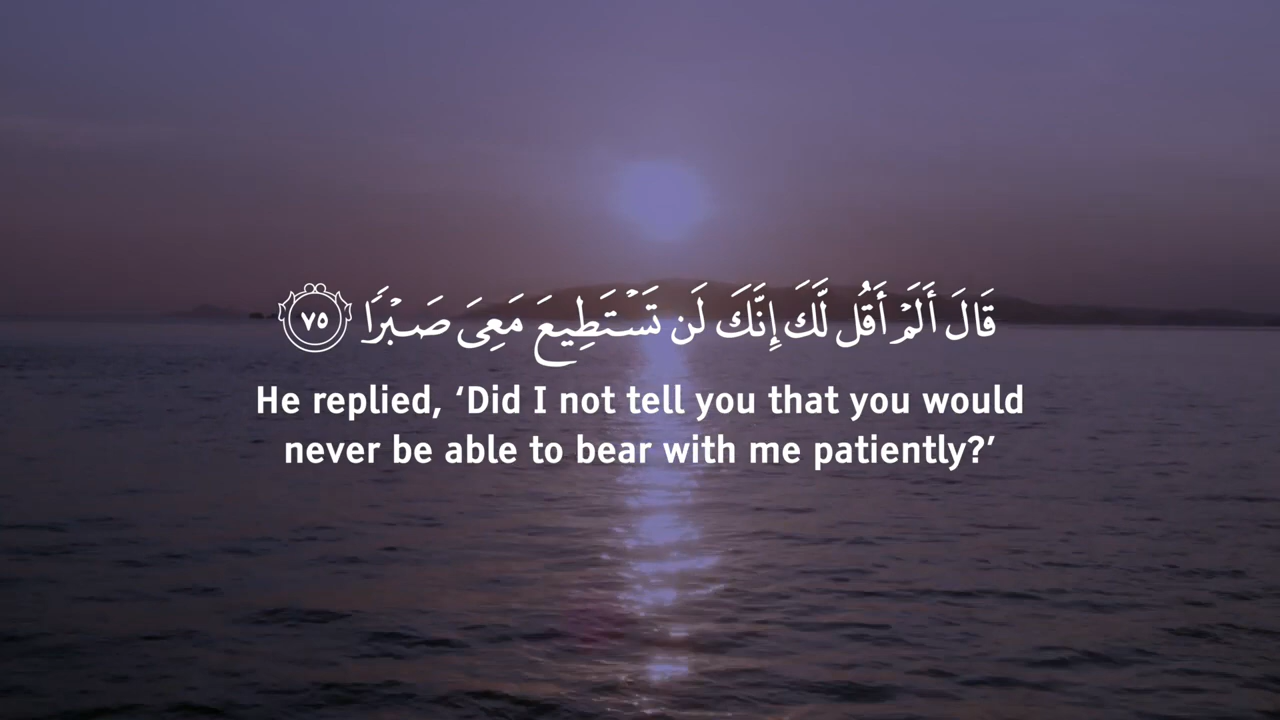 قَالَ أَلَمْ أَقُل لَّكَ إِنَّكَ لَن تَسْتَطِيعَ مَعِىَ صَبْرًا ٧٥
He replied, ‘Did I not tell you that you would
never be able to bear with me patiently?’